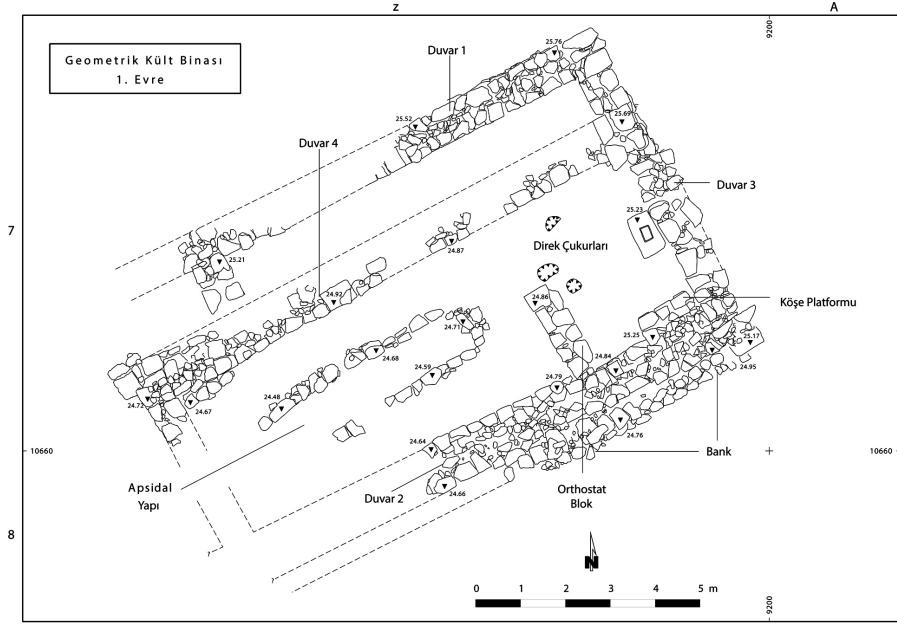 z
A
9200
Geometrik Kült Binası
1. Evre
Duvar 1
25.76
25.52
25.69
Duvar 4
Duvar 3
7
25.23
Direk Çukurları
24.87
25.21
24.92
24.86
Köşe Platformu
24.71
25.25
25.17
24.68
24.84
24.95
24.59
24.79
24.72
24.67
24.48
24.76
24.64
10660
Bank
10660
Apsidal
Yapı
Duvar 2
24.66
Orthostat
Blok
8
?
?
N
0 1 2 3 4 5 m
9200